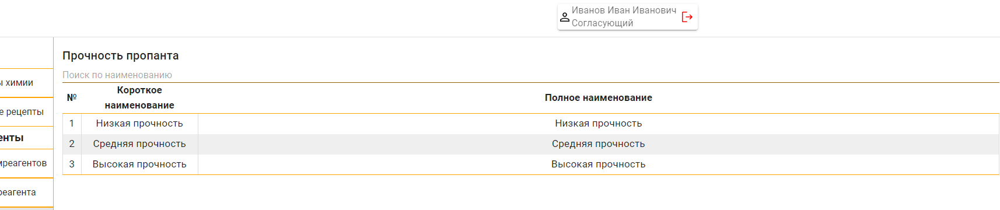 Иванов Иван Иванович
Согласующий
ы химии
е рецепты
енты
мреагентов
реагента
Прочность пропанта
Поиск по наименованию
№ Короткое наименование Полное наименование
1 Низкая прочность Низкая прочность
2 Средняя прочность Средняя прочность
3 Высокая прочность Высокая прочность